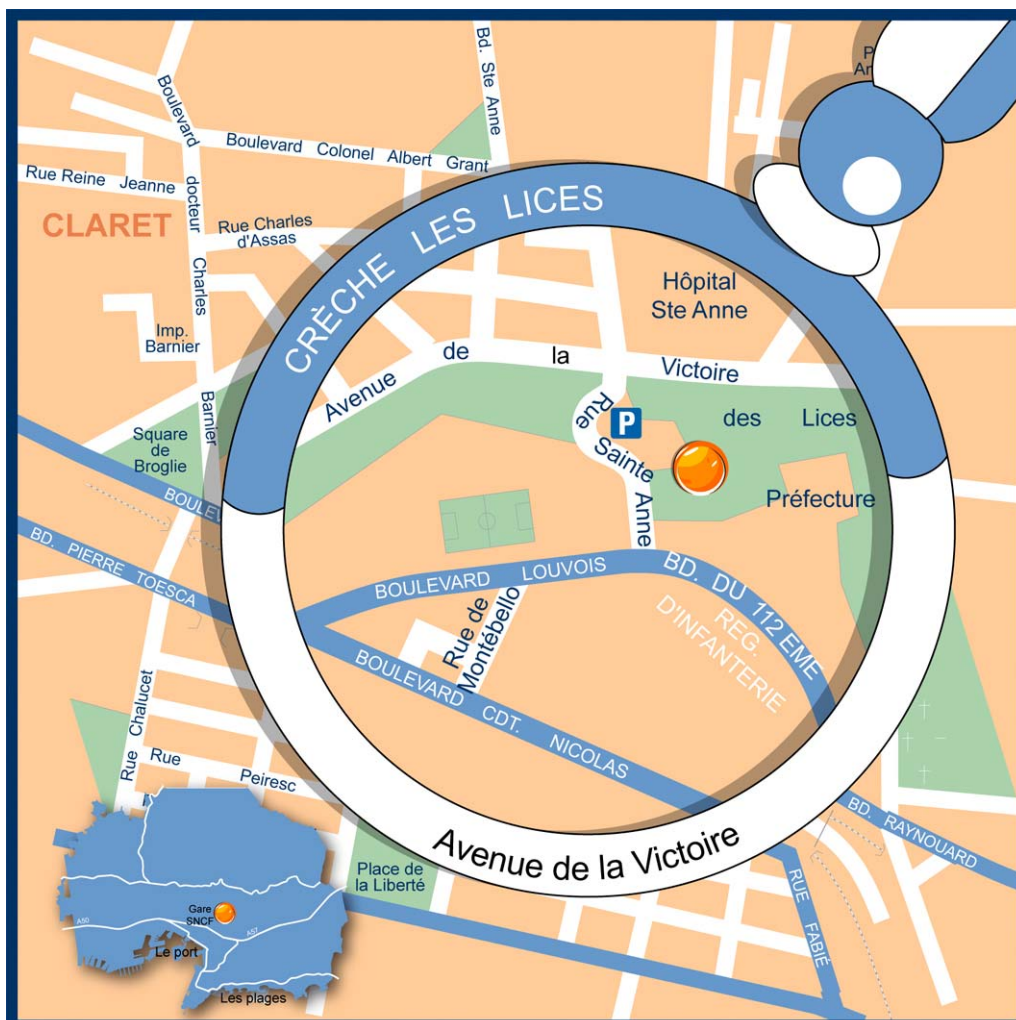 Bd. Ste Anne
Boulevard docteur Charles Barnier
Boulevard Colonel Albert Grant
Rue Reine Jeanne
CLARET
Rue Charles
d'Assas
CRÈCHE LES LICES
Hôpital
Ste Anne
Imp.
Barnier
Avenue de la Victoire
Rue Sainte Anne
P
des Lices
Square
de
Broglie
Préfecture
BD. PIERRE TOESCA
BOULEVARD LOUVOIS
BD. DU 112 EME
REG.
D'INFANTERIE
Rue de
Montébello
BOULEVARD CDT. NICOLAS
Rue Chalucet
Rue Peiresc
BD. RAYNOUARD
Avenue de la Victoire
Place de
la Liberté
RUE FABIÉ
Gare
SNCF
A50
A57
Le port
Les plages